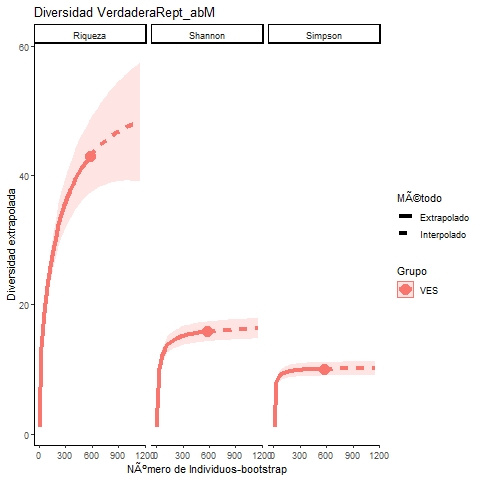 Diversidad VerdaderaRept_abM
Riqueza
Shannon
Simpson
60
40
20
0
Diversidad extrapolada
0 300 600 900 1200
0 300 600 900 1200
0 300 600 900 1200
NÃºmero de Individuos-bootstrap
MÃ©todo
Extrapolado
Interpolado
Grupo
VES